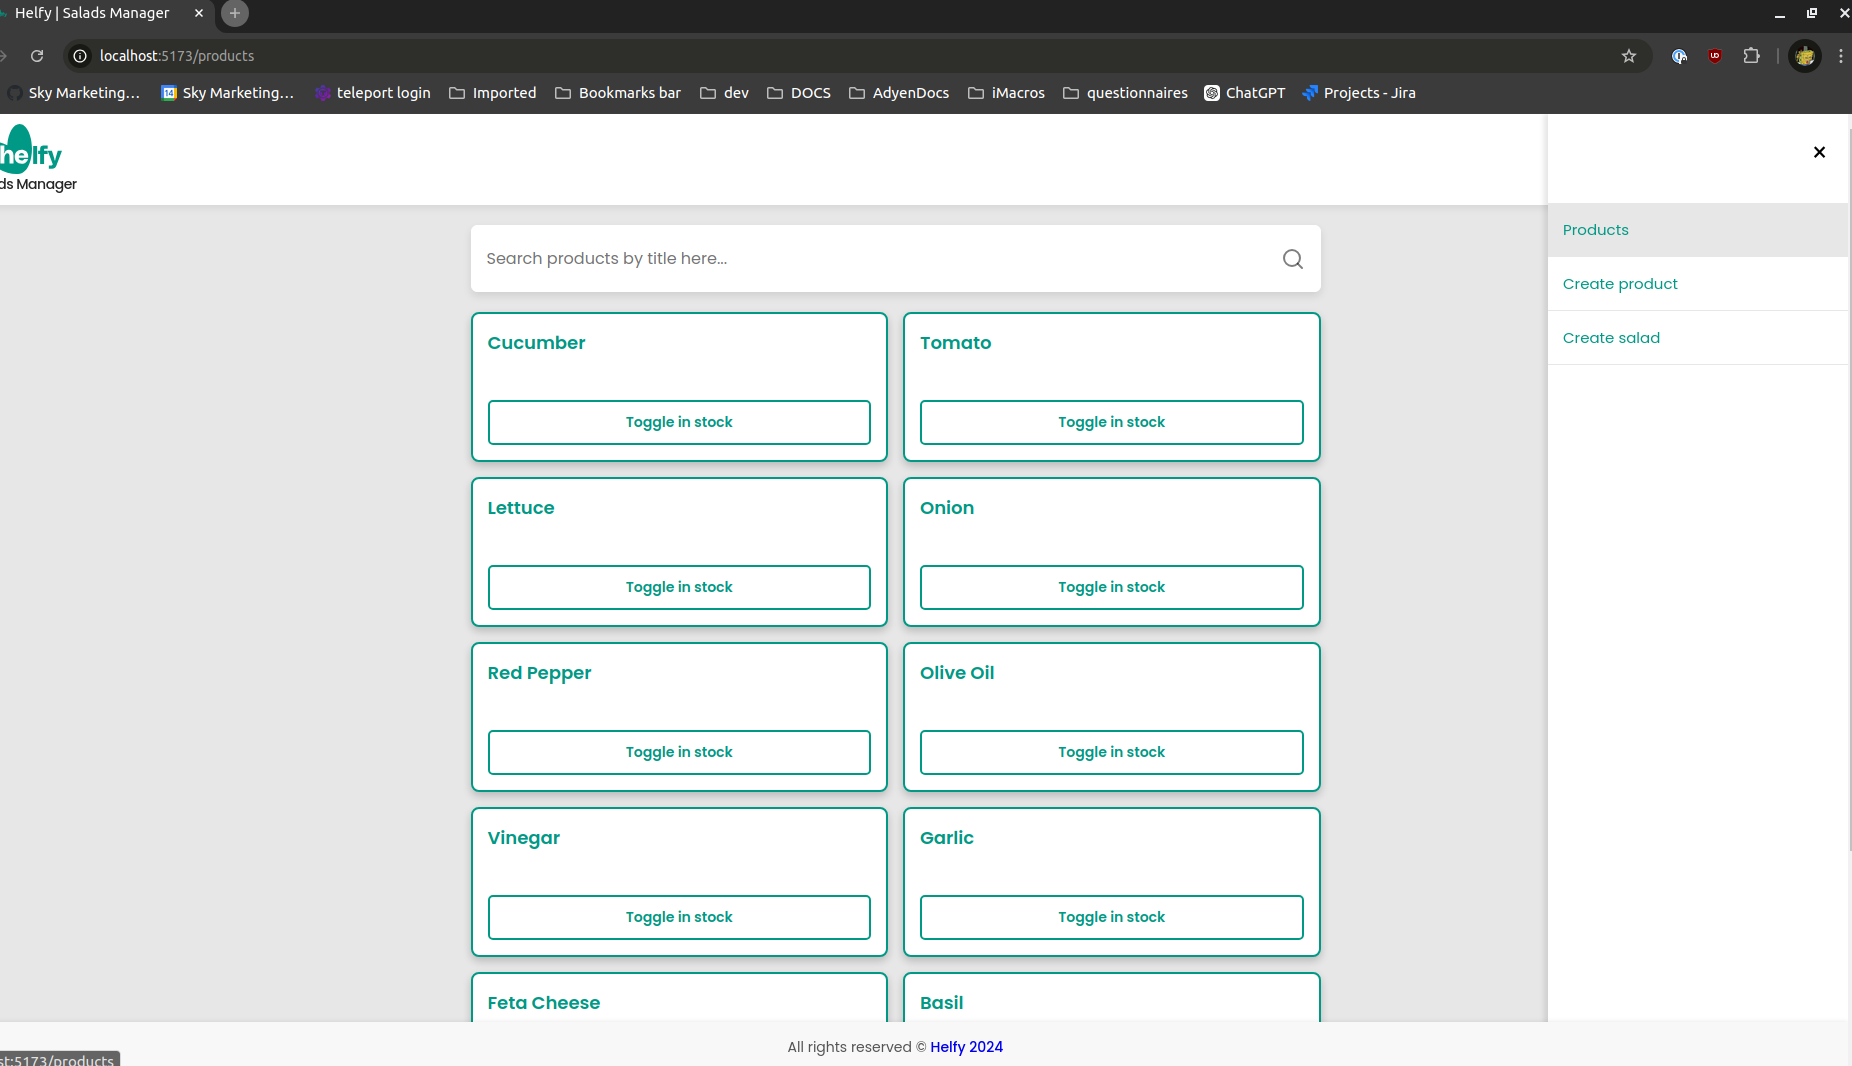 Helfy | Salads Manager
localhost:5173/products
Sky Marketing... Sky Marketing... teleport login Imported Bookmarks bar dev DOCS AdyenDocs iMacros questionnaires ChatGPT Projects - Jira
helfy
ds Manager
Products
Create product
Create salad
Search products by title here...
Cucumber
Toggle in stock
Tomato
Toggle in stock
Lettuce
Toggle in stock
Onion
Toggle in stock
Red Pepper
Toggle in stock
Olive Oil
Toggle in stock
Vinegar
Toggle in stock
Garlic
Toggle in stock
Feta Cheese
Basil
All rights reserved © Helfy 2024
st:5173/products